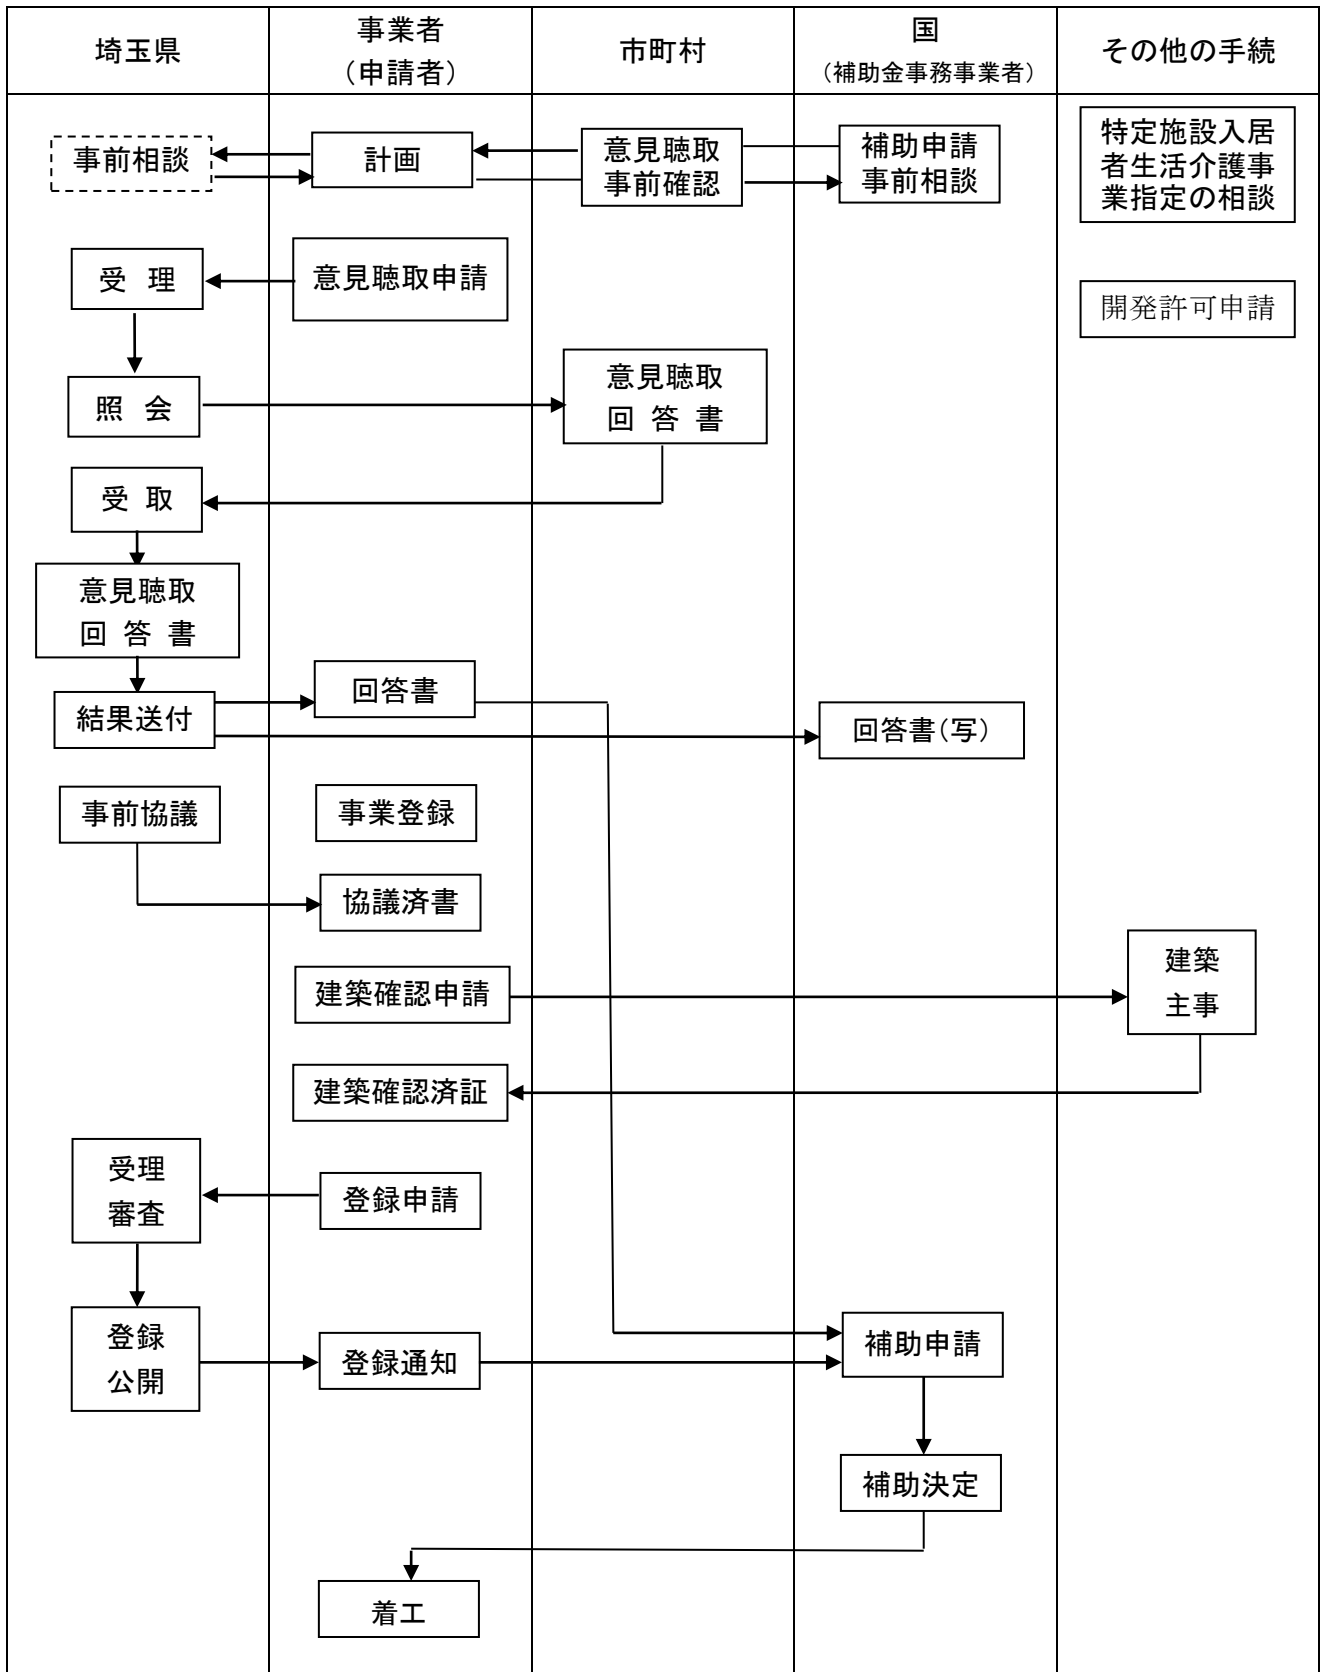 埼玉県
事業者
（申請者）
市町村
国
（補助金事務事業者）
その他の手続
事前相談
計画
意見聴取
事前確認
補助申請
事前相談
特定施設入居
者生活介護事
業指定の相談
受 理
意見聴取申請
開発許可申請
照 会
意見聴取
回 答 書
受 取
意見聴取
回 答 書
結果送付
回答書
回答書（写）
事前協議
事業登録
協議済書
建築確認申請
建築
主事
建築確認済証
受理
審査
登録申請
登録
公開
登録通知
補助申請
補助決定
着工